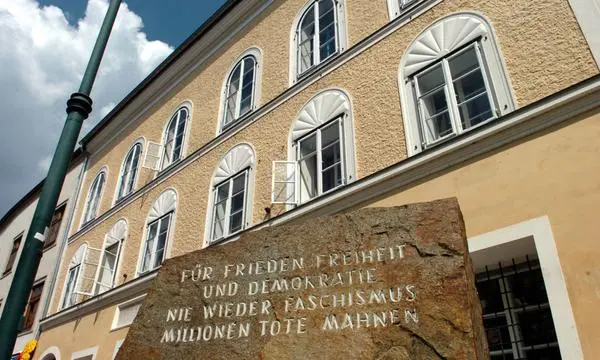 FÜR FRIEDEN FREIHEIT
UND DEMOKRATIE
NIE WIEDER FASCHISMUS
MILLIONEN TOTE MAHNEN